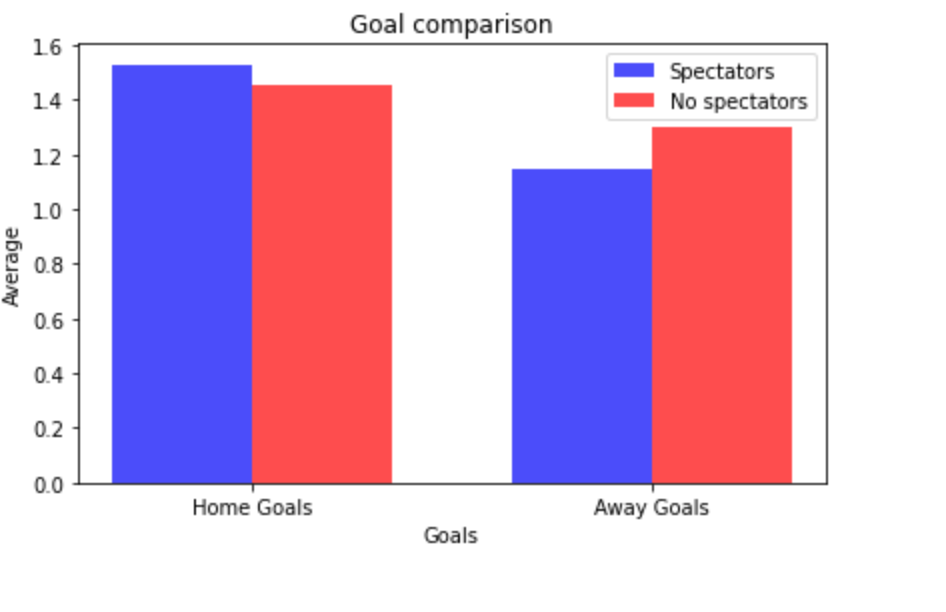 Goal comparison
1.6
1.4
1.2
1.0
0.8
0.6
0.4
0.2
0.0
Average
Spectators
No spectators
Home Goals
Away Goals
Goals